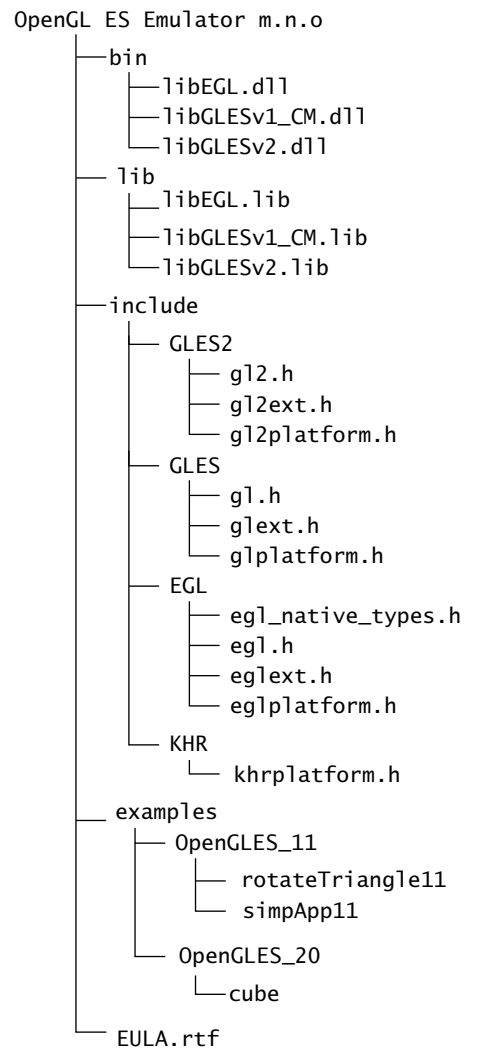 OpenGL ES Emulator m.n.o
bin
libEGL.dll
libGLESv1_CM.dll
libGLESv2.dll
lib
libEGL.lib
libGLESv1_CM.lib
libGLESv2.lib
include
GLES2
gl2.h
gl2ext.h
gl2platform.h
GLES
gl.h
glext.h
glplatform.h
EGL
egl_native_types.h
egl.h
eglext.h
eglplatform.h
KHR
khrplatform.h
examples
OpenGLES_11
rotateTriangle11
simpApp11
OpenGLES_20
cube
EULA.rtf